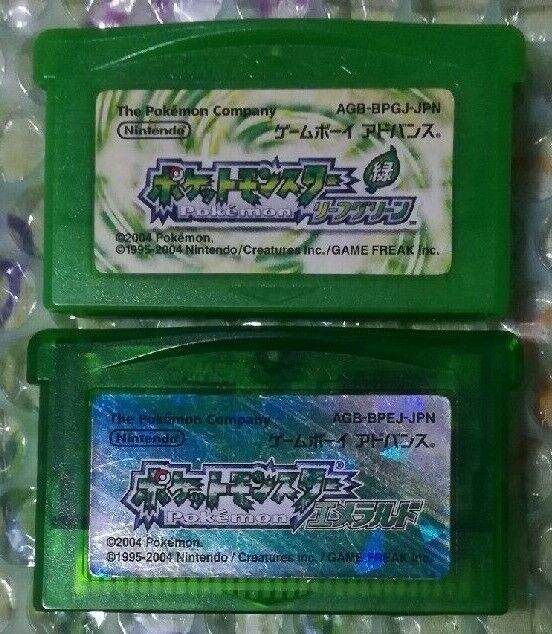 The Pokémon Company AGB-BPGJ-JPN
Nintendo ゲームボーイ アドバンス®
ポケットモンスター 緑
Pokémon リーフグリーン™
©2004 Pokémon.
©1995-2004 Nintendo/Creatures inc./GAME FREAK inc.
The Pokémon Company AGB-BPEJ-JPN
Nintendo ゲームボーイ アドバンス®
ポケットモンスター
Pokémon エメラルド
©2004 Pokémon.
©1995-2004 Nintendo / Creatures inc. / GAME FREAK inc.